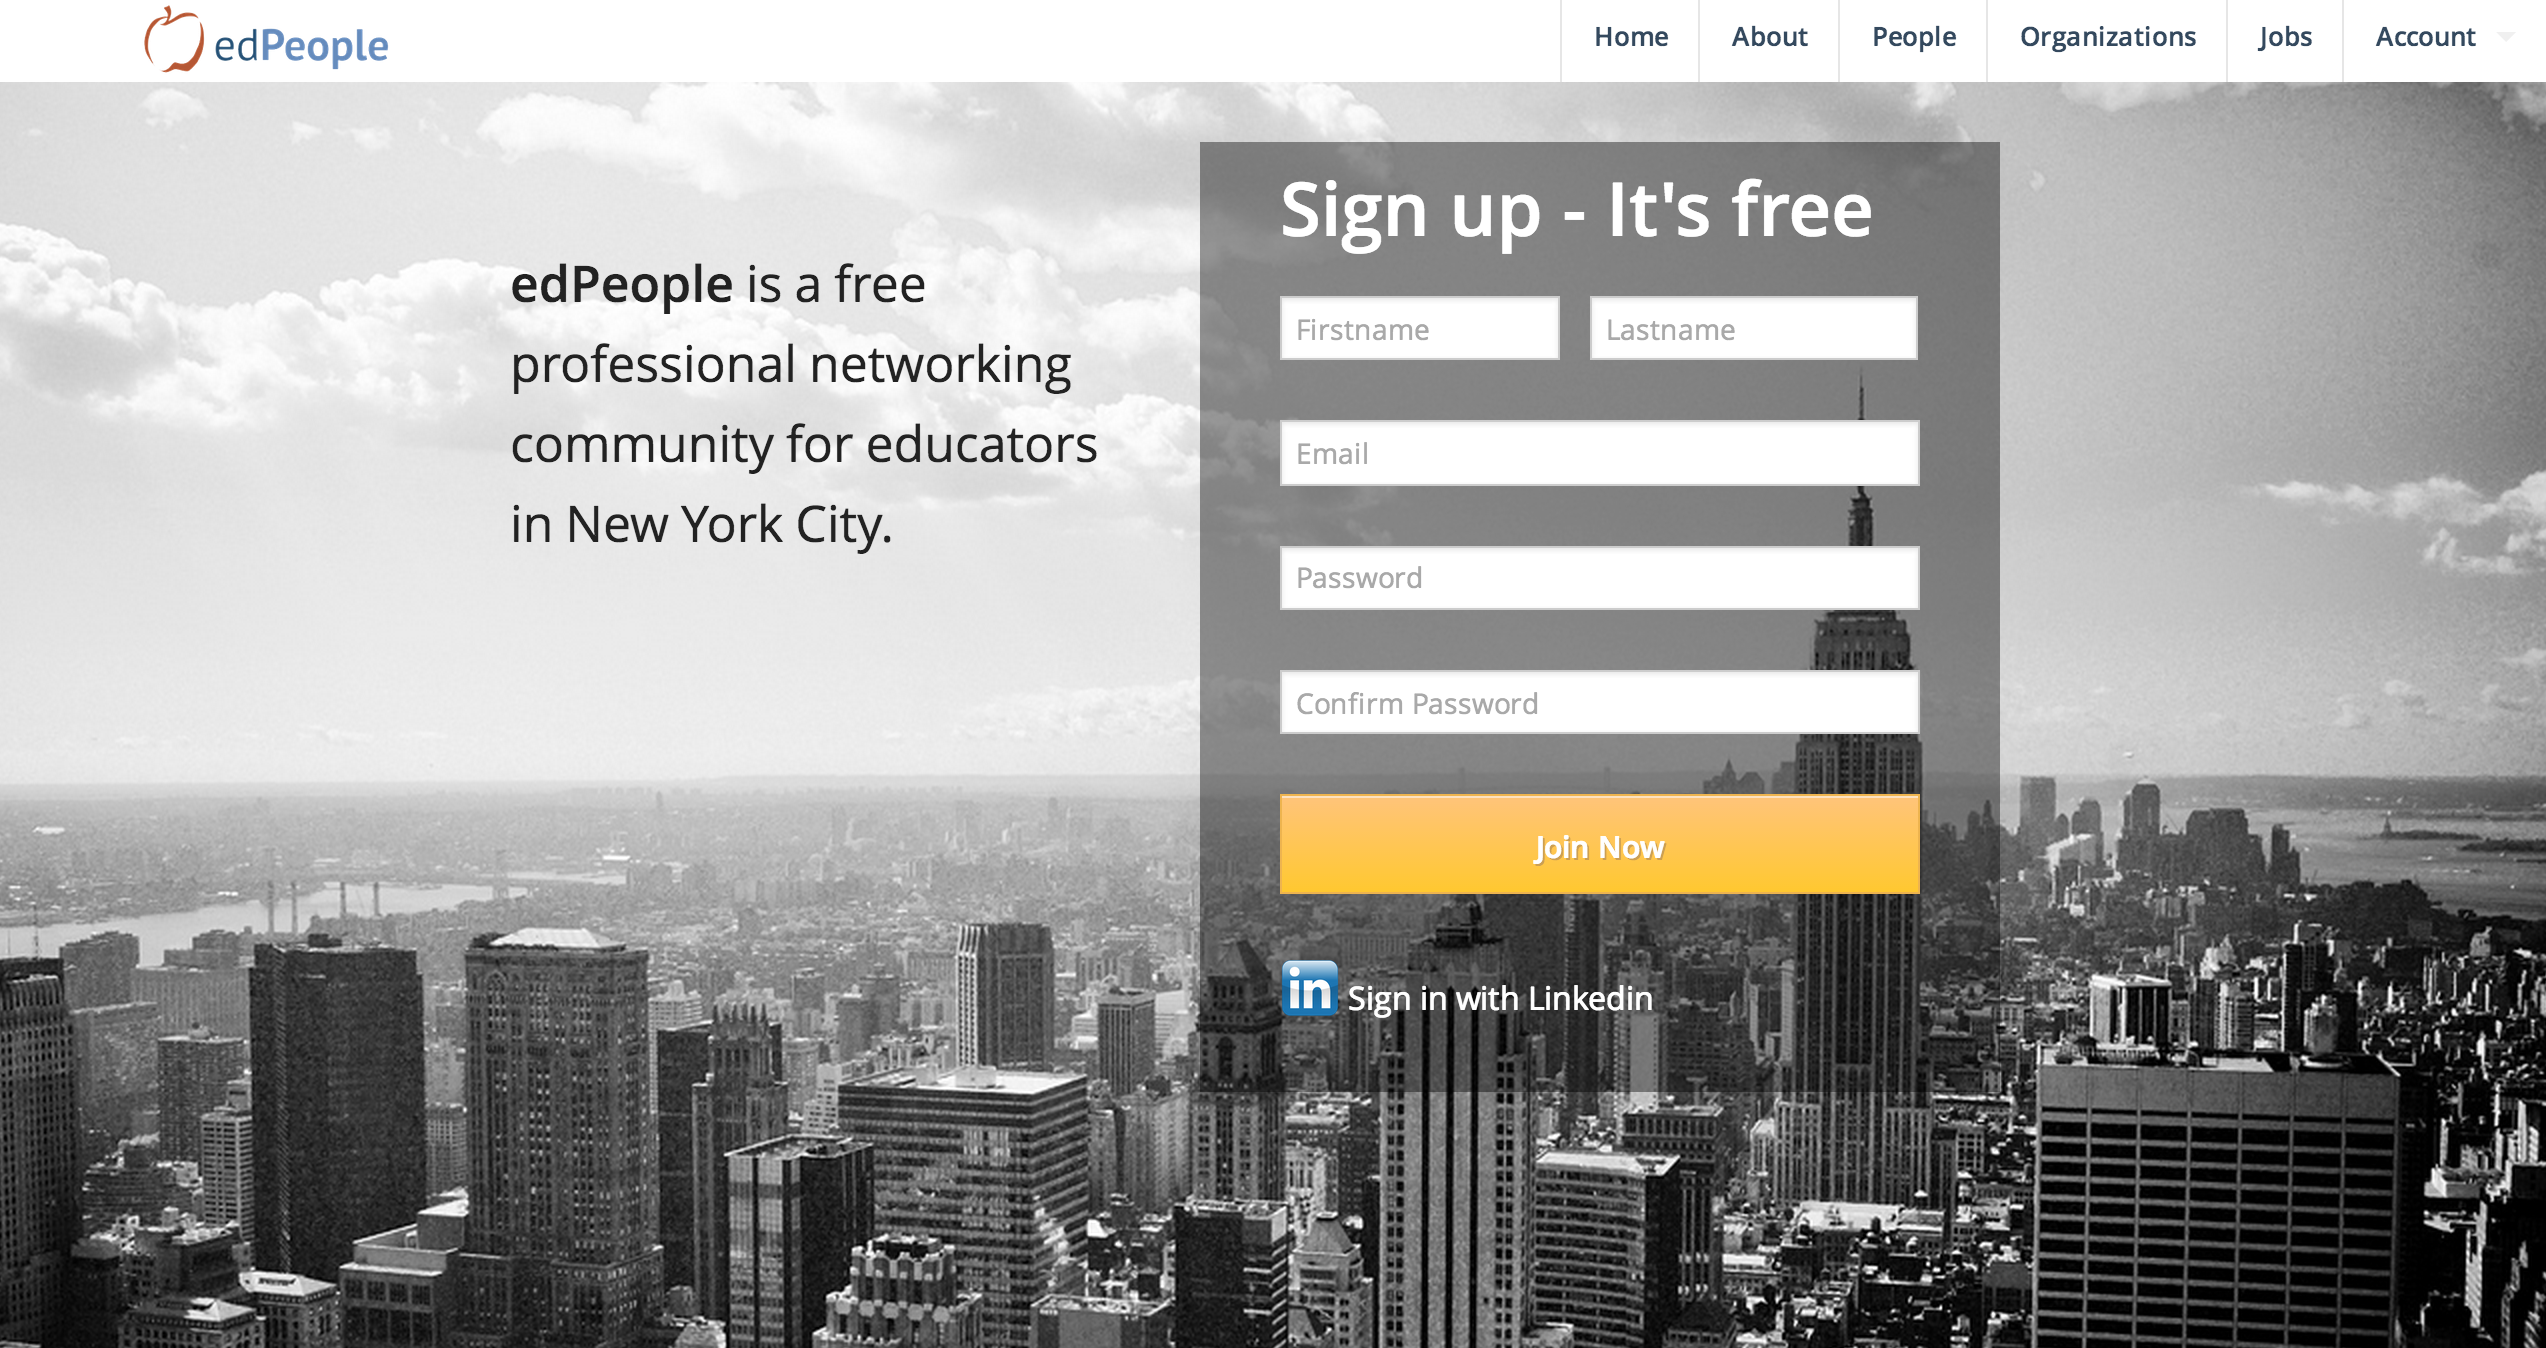 edPeople
Home
About
People
Organizations
Jobs
Account
edPeople is a free
professional networking
community for educators
in New York City.
Sign up - It's free
Firstname
Lastname
Email
Password
Confirm Password
Join Now
in Sign in with Linkedin